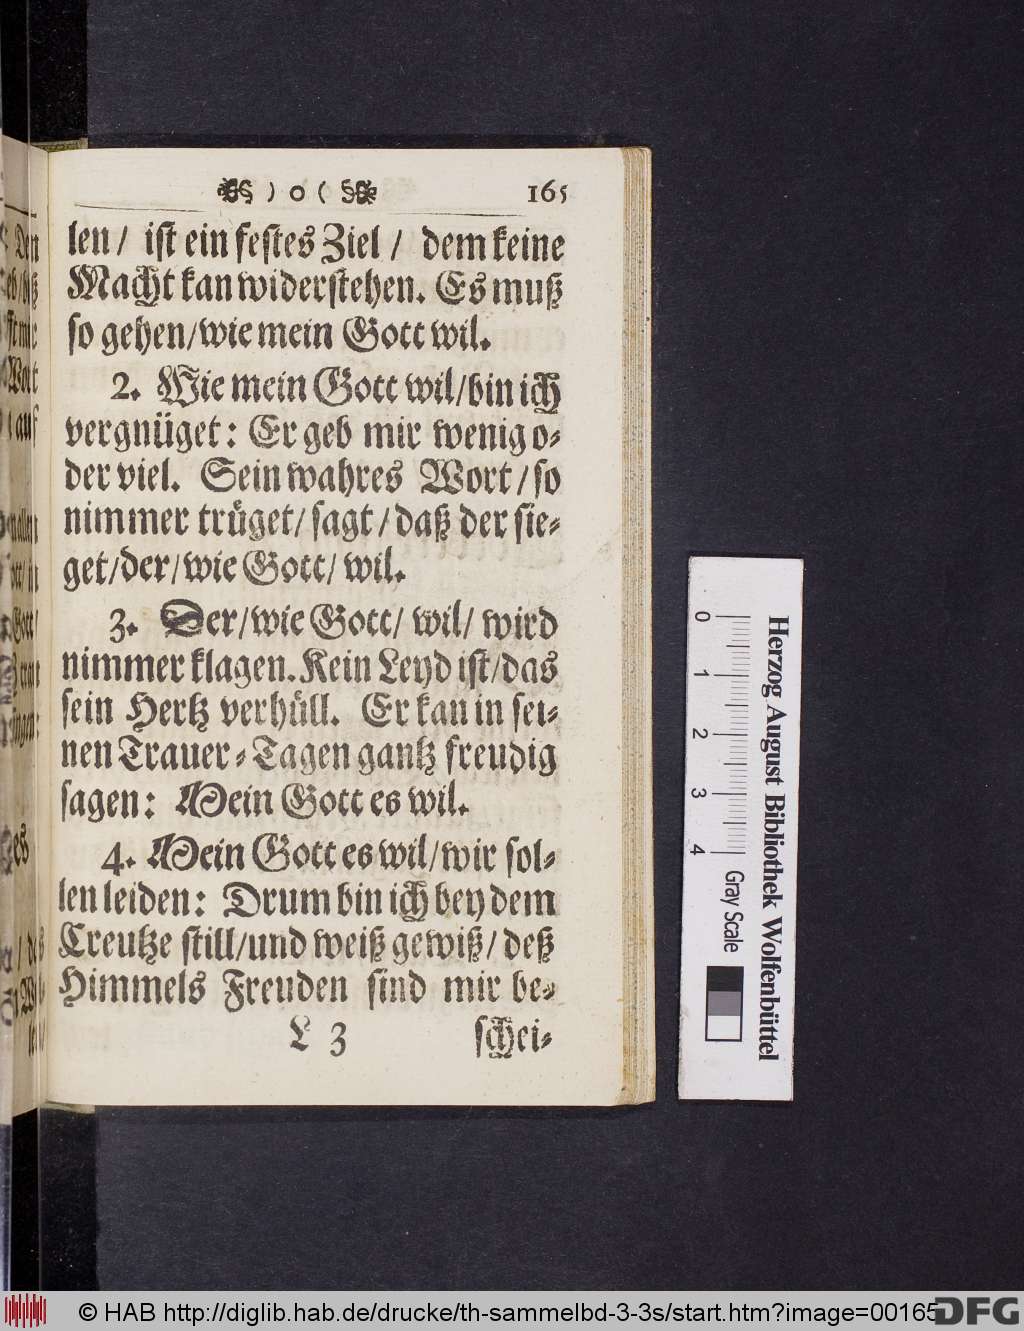 ) o ( 165
len / ist ein festes Ziel / dem keine
Macht kan widerstehen. Es muß
so gehen / wie mein Gott wil.
2. Wie mein Gott wil / bin ich
vergnüget: Er geb mir wenig o-
der viel. Sein wahres Wort / so
nimmer trüget / sagt / daß der sie-
get / der / wie Gott / wil.
3. Der / wie Gott / wil / wird
nimmer klagen. Kein Leyd ist / das
sein Hertz verhüll. Er kan in sei-
nen Trauer-Tagen gantz freudig
sagen: Mein Gott es wil.
4. Mein Gott es wil / wir sol-
len leiden: Drum bin ich bey dem
Creutze still / und weiß gewiß / deß
Himmels Freuden sind mir be-
L 3 schei-
0 1 2 3 4
Gray Scale
Herzog August Bibliothek Wolfenbüttel
© HAB http://diglib.hab.de/drucke/th-sammelbd-3-3s/start.htm?image=00165
DFG